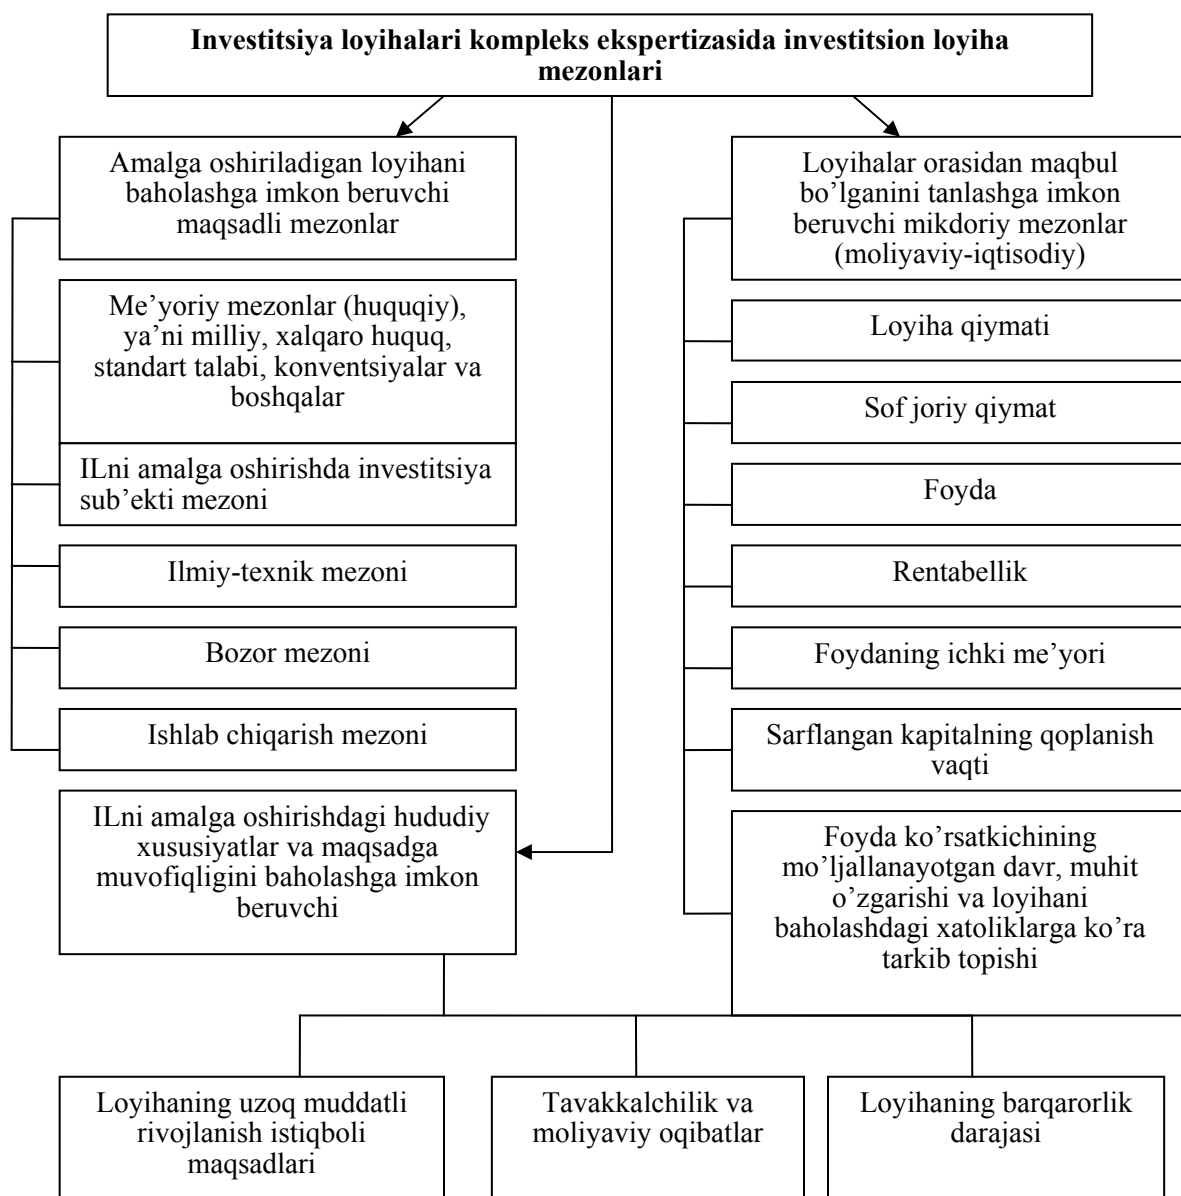 Investitsiya loyihalari kompleks ekspertizasida investitsion loyiha
mezonlari
Amalga oshiriladigan loyihani
baholashga imkon beruvchi
maqsadli mezonlar
Me’yoriy mezonlar (huquqiy),
ya’ni milliy, xalqaro huquq,
standart talabi, konventsiyalar va
boshqalar
ILni amalga oshirishda investitsiya
sub’ekti mezoni
Ilmiy-texnik mezoni
Bozor mezoni
Ishlab chiqarish mezoni
ILni amalga oshirishdagi hududiy
xususiyatlar va maqsadga
muvofiqligini baholashga imkon
beruvchi
Loyihalar orasidan maqbul
bo’lganini tanlashga imkon
beruvchi mikdoriy mezonlar
(moliyaviy-iqtisodiy)
Loyiha qiymati
Sof joriy qiymat
Foyda
Rentabellik
Foydaning ichki me’yori
Sarflangan kapitalning qoplanish
vaqti
Foyda ko’rsatkichining
mo’ljallanayotgan davr, muhit
o’zgarishi va loyihani
baholashdagi xatoliklarga ko’ra
tarkib topishi
Loyihaning uzoq muddatli
rivojlanish istiqboli
maqsadlari
Tavakkalchilik va
moliyaviy oqibatlar
Loyihaning barqarorlik
darajasi